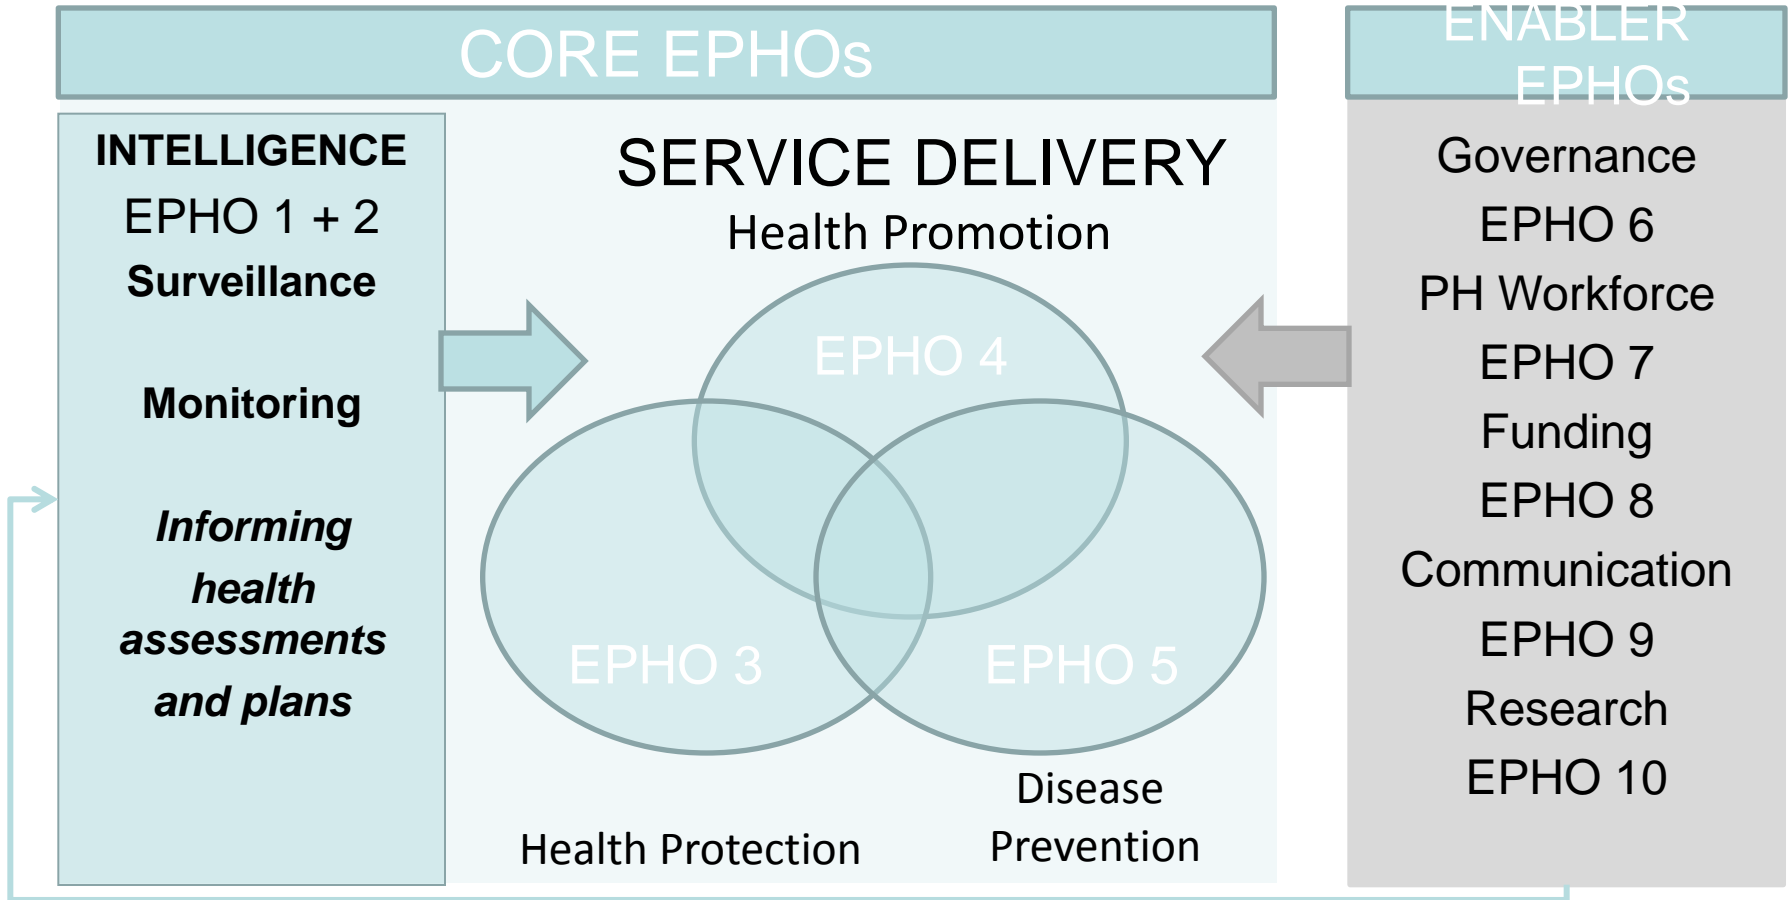 CORE EPHOs
ENABLER
EPHOs
INTELLIGENCE
EPHO 1 + 2
Surveillance
Monitoring
Informing
health
assessments
and plans
SERVICE DELIVERY
Health Promotion
EPHO 4
EPHO 3
EPHO 5
Health Protection
Disease
Prevention
Governance
EPHO 6
PH Workforce
EPHO 7
Funding
EPHO 8
Communication
EPHO 9
Research
EPHO 10